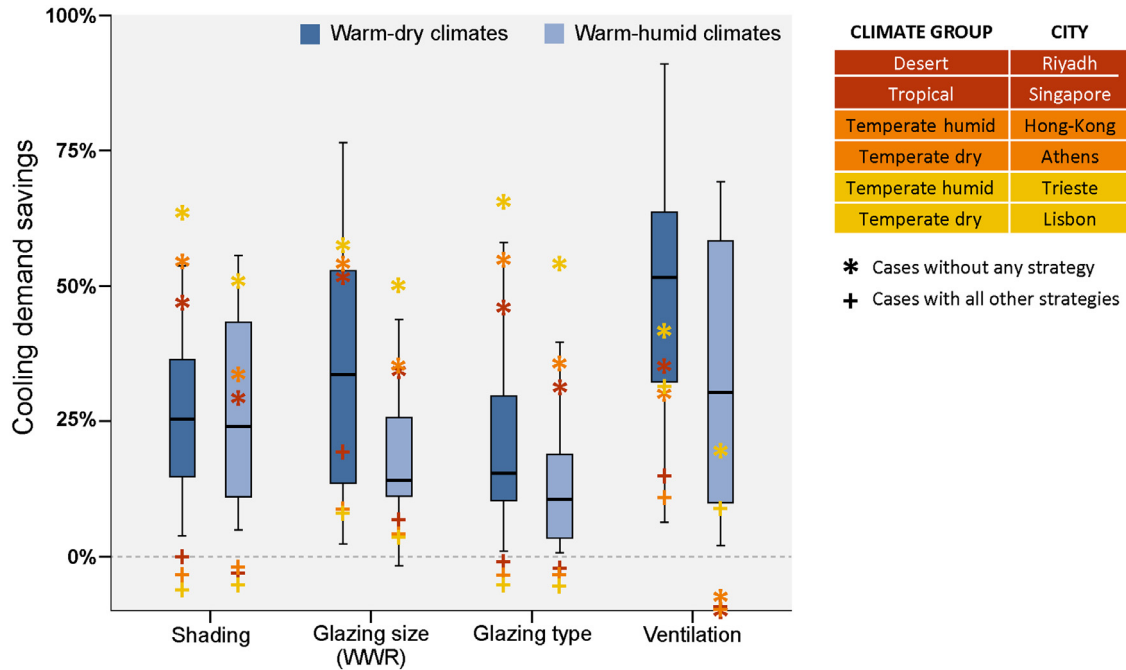 100%
75%
50%
25%
0%
Cooling demand savings
Warm-dry climates
Warm-humid climates
Shading
Glazing size
(WWR)
Glazing type
Ventilation
CLIMATE GROUP CITY
Desert Riyadh
Tropical Singapore
Temperate humid Hong-Kong
Temperate dry Athens
Temperate humid Trieste
Temperate dry Lisbon
* Cases without any strategy
+ Cases with all other strategies